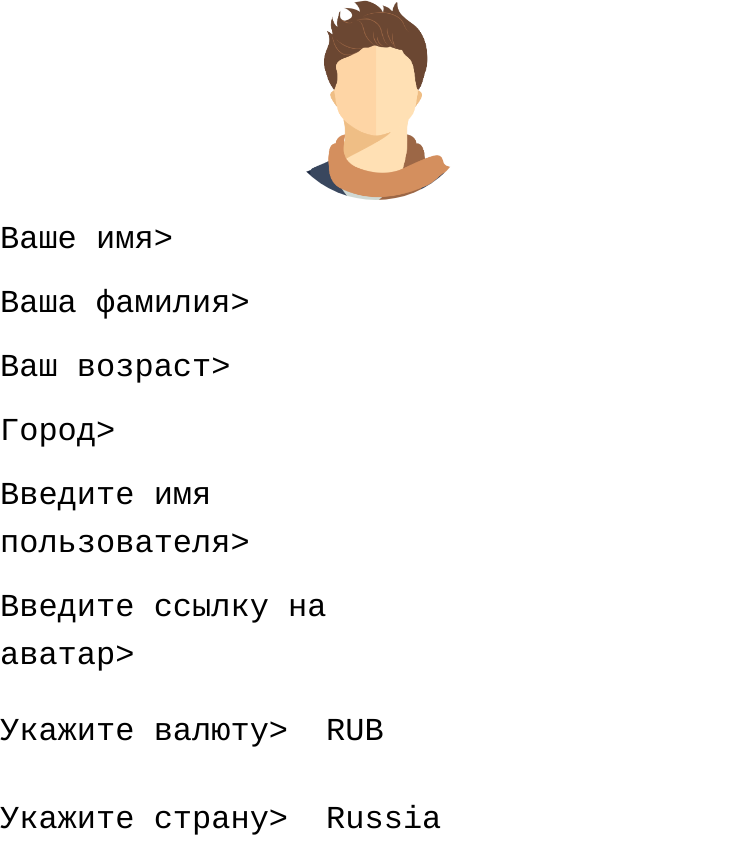 Ваше имя>
Ваша фамилия>
Ваш возраст>
Город>
Введите имя
пользователя>
Введите ссылку на
аватар>
Укажите валюту> RUB
Укажите страну> Russia